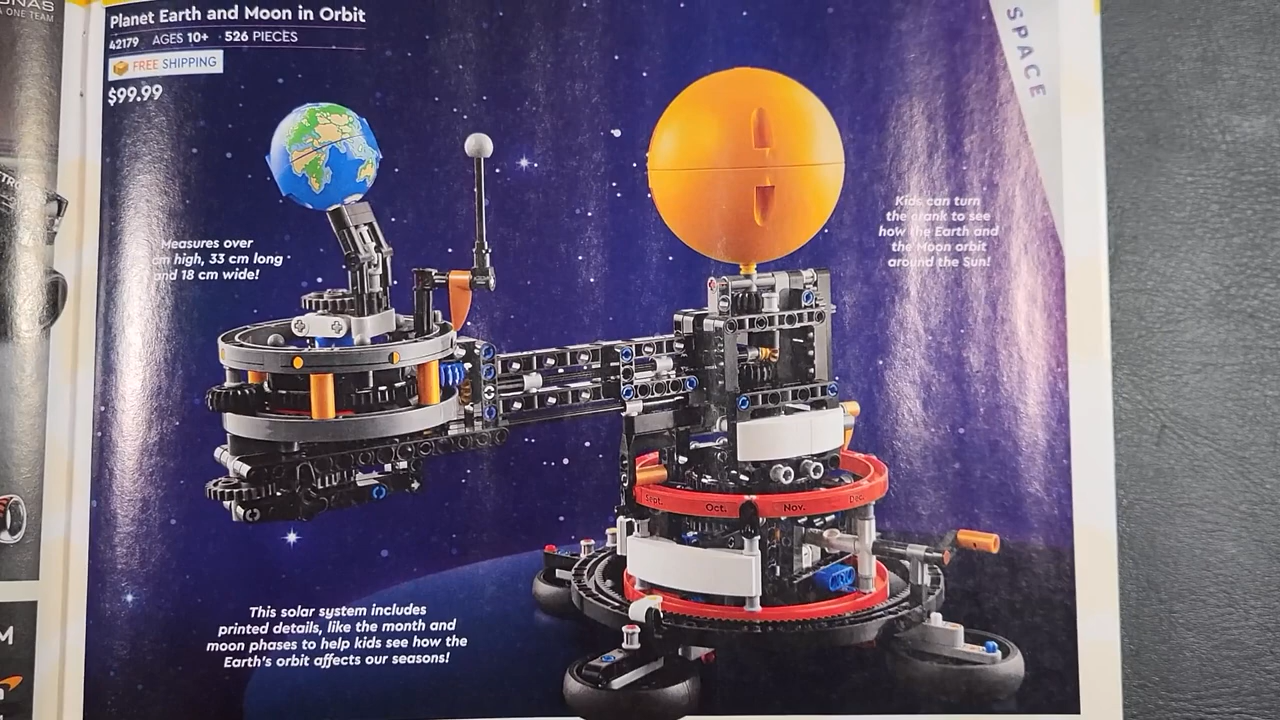 A ONE TEAM
Planet Earth and Moon in Orbit
42179 AGES 10+ · 526 PIECES
FREE SHIPPING
$99.99
SPACE
Measures over
cm high, 33 cm long
and 18 cm wide!
Kids can turn
the crank to see
how the Earth and
the Moon orbit
around the Sun!
Sept. Oct. Nov. Dec.
This solar system includes
printed details, like the month and
moon phases to help kids see how the
Earth's orbit affects our seasons!